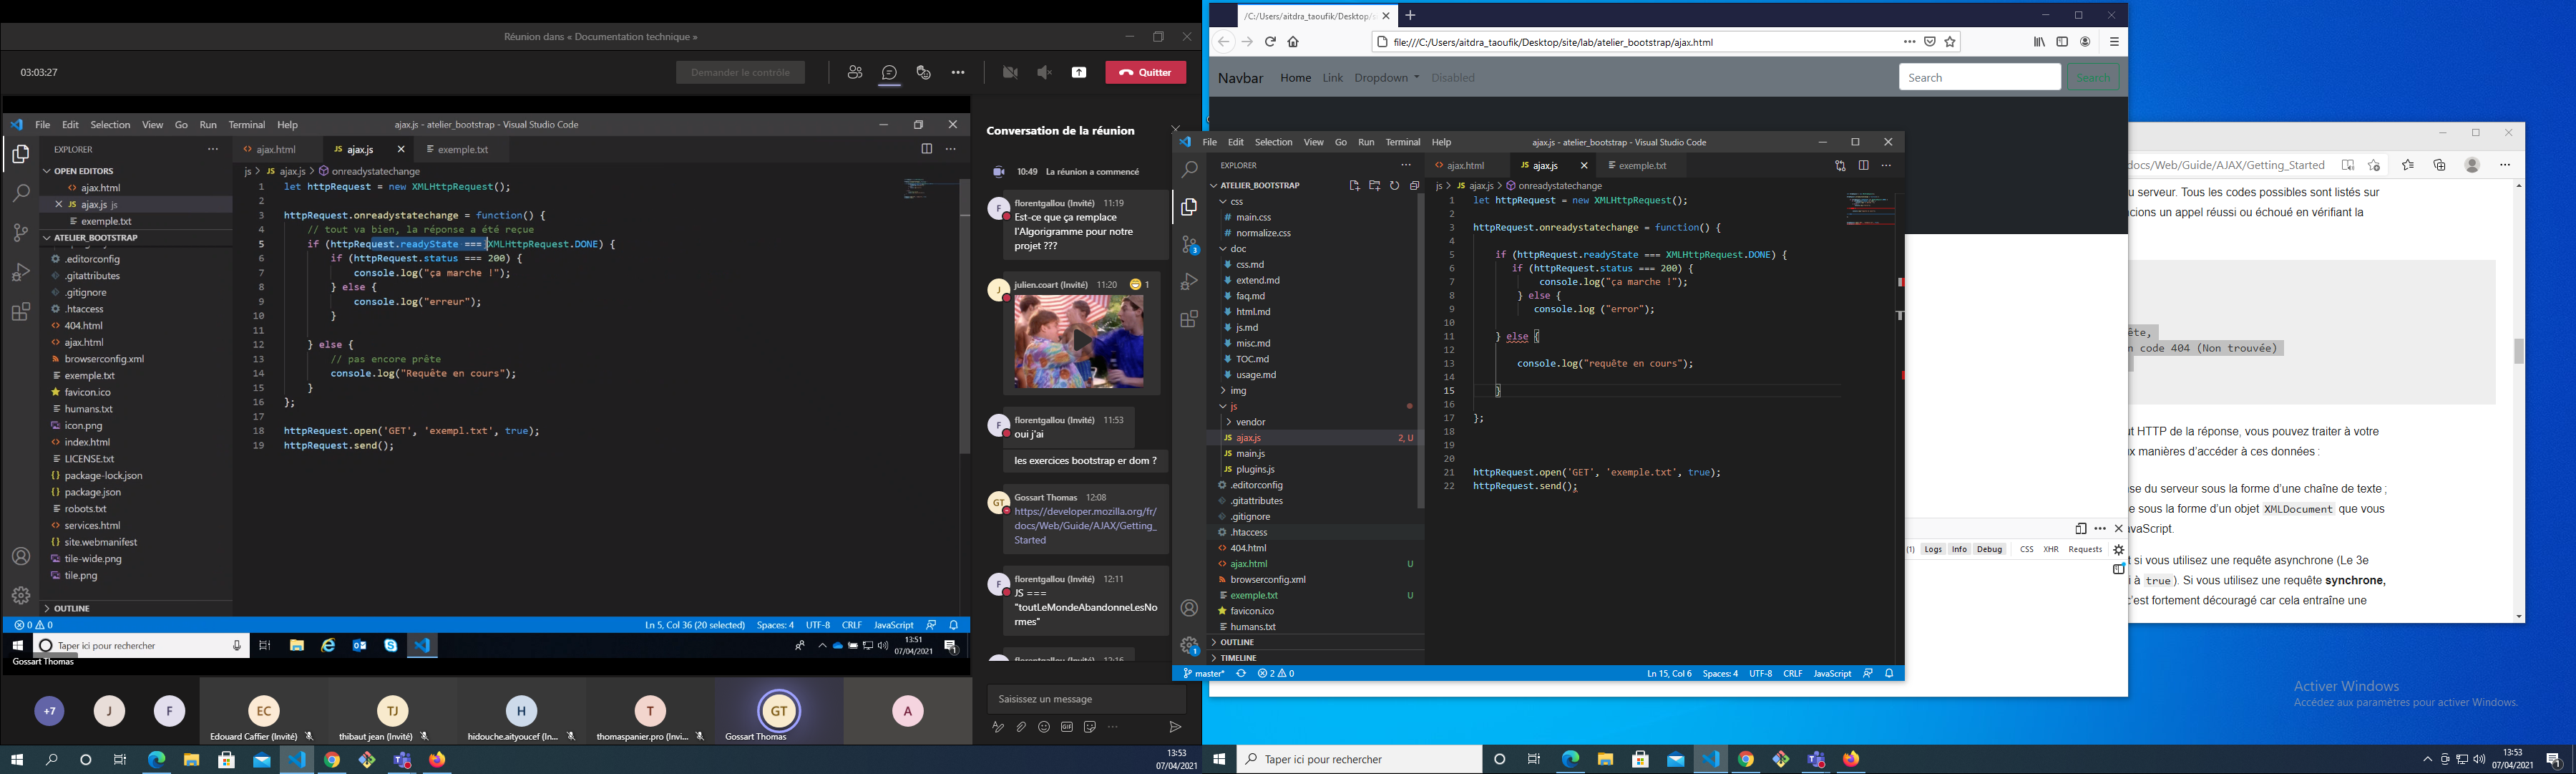 Réunion dans « Documentation technique »
03:03:27
Demander le contrôle
Quitter
File Edit Selection View Go Run Terminal Help
ajax.js - atelier_bootstrap - Visual Studio Code
EXPLORER
OPEN EDITORS
ajax.html
ajax.js js
exemple.txt
ATELIER_BOOTSTRAP
.editorconfig
.gitattributes
.gitignore
.htaccess
404.html
ajax.html
browserconfig.xml
exemple.txt
favicon.ico
humans.txt
icon.png
index.html
LICENSE.txt
package-lock.json
package.json
robots.txt
services.html
site.webmanifest
tile-wide.png
tile.png
OUTLINE
ajax.html
JS ajax.js
exemple.txt
js > JS ajax.js > onreadystatechange
1 let httpRequest = new XMLHttpRequest();
2
3 httpRequest.onreadystatechange = function() {
4 // tout va bien, la réponse a été reçue
5 if (httpRequest.readyState === XMLHttpRequest.DONE) {
6 if (httpRequest.status === 200) {
7 console.log("ça marche !");
8 } else {
9 console.log("erreur");
10 }
11
12 } else {
13 // pas encore prête
14 console.log("Requête en cours");
15 }
16 };
17
18 httpRequest.open('GET', 'exempl.txt', true);
19 httpRequest.send();
0 0
Ln 5, Col 36 (20 selected) Spaces: 4 UTF-8 CRLF JavaScript
Taper ici pour rechercher
13:51
07/04/2021
Gossart Thomas
+7
J
F
EC
Edouard Caffier (Invité)
TJ
thibaut jean (Invité)
H
hidouche.aityoucef (In...
T
thomaspanier.pro (Invi...
GT
Gossart Thomas
A
Conversation de la réunion
10:49 La réunion a commencé
F
florentgallou (Invité) 11:19
Est-ce que ça remplace
l'Algorigramme pour notre
projet ???
J
julien.coart (Invité) 11:20
1
F
florentgallou (Invité) 11:53
oui j'ai
les exercices bootstrap er dom ?
GT
Gossart Thomas 12:08
https://developer.mozilla.org/fr/
docs/Web/Guide/AJAX/Getting_
Started
F
florentgallou (Invité) 12:11
JS ===
"toutLeMondeAbandonneLesNo
rmes"
florentgallou (Invité) 12:16
Saisissez un message
GIF
13:53
07/04/2021
/C:/Users/aitdra_taoufik/Desktop/s
file:///C:/Users/aitdra_taoufik/Desktop/site/lab/atelier_bootstrap/ajax.html
Navbar Home Link Dropdown Disabled
Search
Search
File Edit Selection View Go Run Terminal Help
ajax.js - atelier_bootstrap - Visual Studio Code
EXPLORER
ATELIER_BOOTSTRAP
css
main.css
normalize.css
doc
css.md
extend.md
faq.md
html.md
js.md
misc.md
TOC.md
usage.md
img
js
vendor
JS ajax.js 2, U
JS main.js
JS plugins.js
.editorconfig
.gitattributes
.gitignore
.htaccess
404.html
ajax.html U
browserconfig.xml
exemple.txt U
favicon.ico
humans.txt
OUTLINE
TIMELINE
3
1
ajax.html
JS ajax.js
exemple.txt
js > JS ajax.js > onreadystatechange
1 let httpRequest = new XMLHttpRequest();
2
3 httpRequest.onreadystatechange = function() {
4
5 if (httpRequest.readyState === XMLHttpRequest.DONE) {
6 if (httpRequest.status === 200) {
7 console.log("ça marche !");
8 } else {
9 console.log ("error");
10
11 } else {
12
13 console.log("requête en cours");
14
15 }
16
17 };
18
19
20
21 httpRequest.open('GET', 'exemple.txt', true);
22 httpRequest.send();
master* 2 0
Ln 15, Col 6 Spaces: 4 UTF-8 CRLF JavaScript
(1) Logs Info Debug CSS XHR Requests
docs/Web/Guide/AJAX/Getting_Started
u serveur. Tous les codes possibles sont listés sur
ncions un appel réussi ou échoué en vérifiant la
ête,
n code 404 (Non trouvée)
ut HTTP de la réponse, vous pouvez traiter à votre
ux manières d'accéder à ces données :
nse du serveur sous la forme d'une chaîne de texte ;
e sous la forme d'un objet XMLDocument que vous
avaScript.
t si vous utilisez une requête asynchrone (Le 3e
i à true). Si vous utilisez une requête synchrone,
c'est fortement découragé car cela entraîne une
Activer Windows
Accédez aux paramètres pour activer Windows.
Taper ici pour rechercher
13:53
07/04/2021